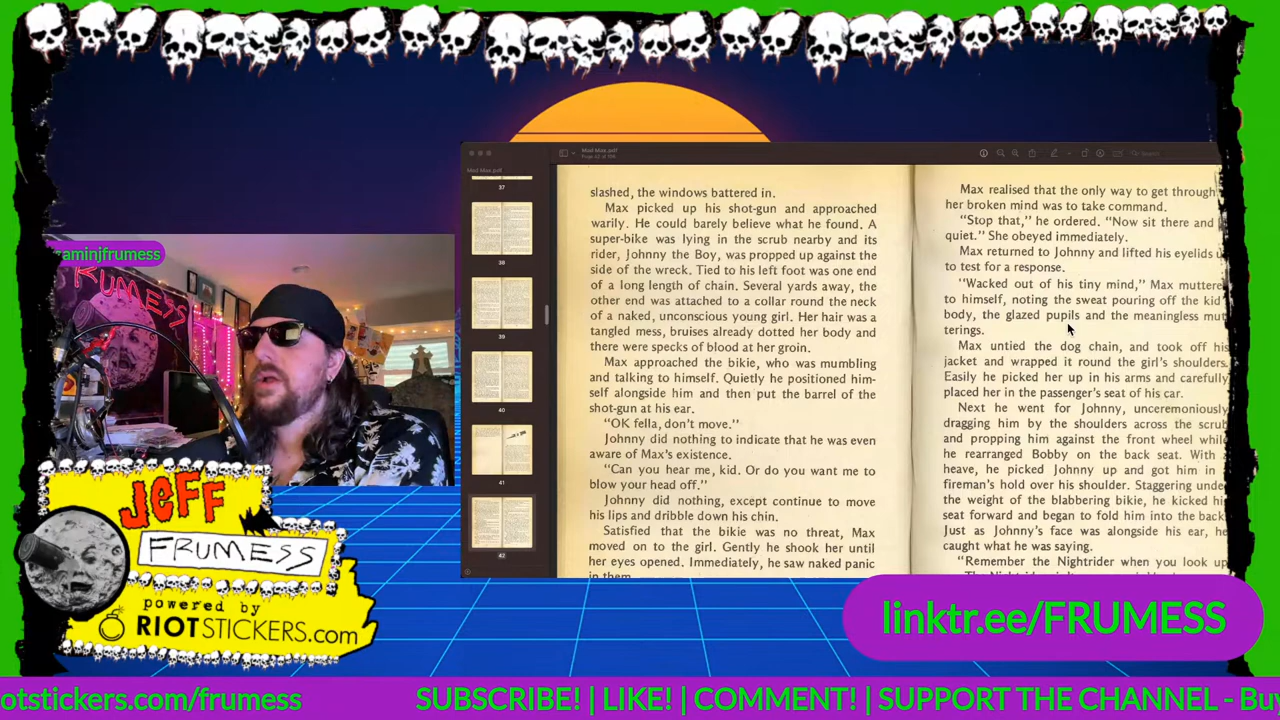 Mad Max.pdf
Mad Max.pdf
37
38
39
40
41
42
slashed, the windows battered in.
Max picked up his shot-gun and approached
warily. He could barely believe what he found. A
super-bike was lying in the scrub nearby and its
rider, Johnny the Boy, was propped up against the
side of the wreck. Tied to his left foot was one end
of a long length of chain. Several yards away, the
other end was attached to a collar round the neck
of a naked, unconscious young girl. Her hair was a
tangled mess, bruises already dotted her body and
there were specks of blood at her groin.
Max approached the bikie, who was mumbling
and talking to himself. Quietly he positioned him-
self alongside him and then put the barrel of the
shot-gun at his ear.
"OK fella, don't move."
Johnny did nothing to indicate that he was even
aware of Max's existence.
"Can you hear me, kid. Or do you want me to
blow your head off."
Johnny did nothing, except continue to move
his lips and dribble down his chin.
Satisfied that the bikie was no threat, Max
moved on to the girl. Gently he shook her until
her eyes opened. Immediately, he saw naked panic
in them
Max realised that the only way to get through
her broken mind was to take command.
"Stop that," he ordered. "Now sit there and
quiet." She obeyed immediately.
Max returned to Johnny and lifted his eyelids u
to test for a response.
"Wacked out of his tiny mind," Max muttere
to himself, noting the sweat pouring off the kid'
body, the glazed pupils and the meaningless mut
terings.
Max untied the dog chain, and took off his
jacket and wrapped it round the girl's shoulders.
Easily he picked her up in his arms and carefully
placed her in the passenger's seat of his car.
Next he went for Johnny, unceremoniously
dragging him by the shoulders across the scrub
and propping him against the front wheel while
he rearranged Bobby on the back seat. With
heave, he picked Johnny up and got him in
fireman's hold over his shoulder. Staggering unde
the weight of the blabbering bikie, he kicked hi
seat forward and began to fold him into the back
Just as Johnny's face was alongside his ear, he
caught what he was saying.
"Remember the Nightrider when you look up
raminjfrumess
FRUMESS
JEFF
FRUMESS
powered by
RIOTSTICKERS.com
linktr.ee/FRUMESS
otstickers.com/frumess SUBSCRIBE! | LIKE! | COMMENT! | SUPPORT THE CHANNEL - Bu